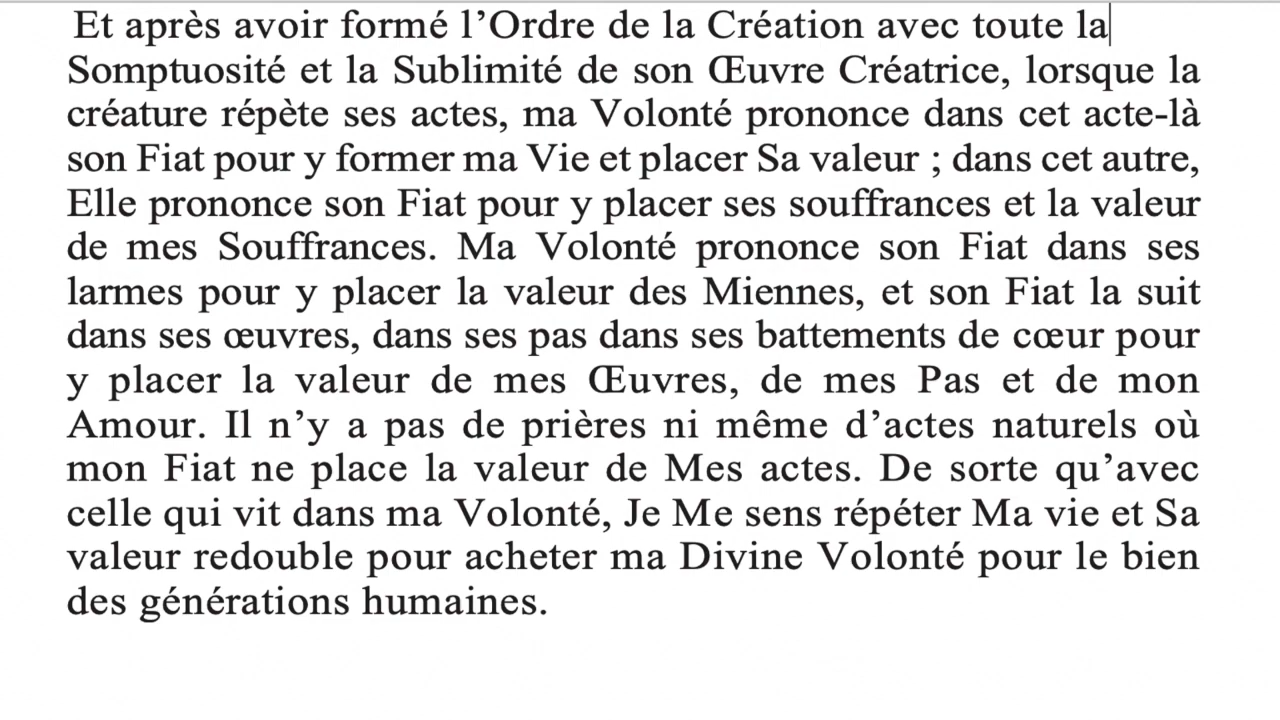 Et après avoir formé l’Ordre de la Création avec toute la
Somptuosité et la Sublimité de son Œuvre Créatrice, lorsque la
créature répète ses actes, ma Volonté prononce dans cet acte-là
son Fiat pour y former ma Vie et placer Sa valeur ; dans cet autre,
Elle prononce son Fiat pour y placer ses souffrances et la valeur
de mes Souffrances. Ma Volonté prononce son Fiat dans ses
larmes pour y placer la valeur des Miennes, et son Fiat la suit
dans ses œuvres, dans ses pas dans ses battements de cœur pour
y placer la valeur de mes Œuvres, de mes Pas et de mon
Amour. Il n’y a pas de prières ni même d’actes naturels où
mon Fiat ne place la valeur de Mes actes. De sorte qu’avec
celle qui vit dans ma Volonté, Je Me sens répéter Ma vie et Sa
valeur redouble pour acheter ma Divine Volonté pour le bien
des générations humaines.